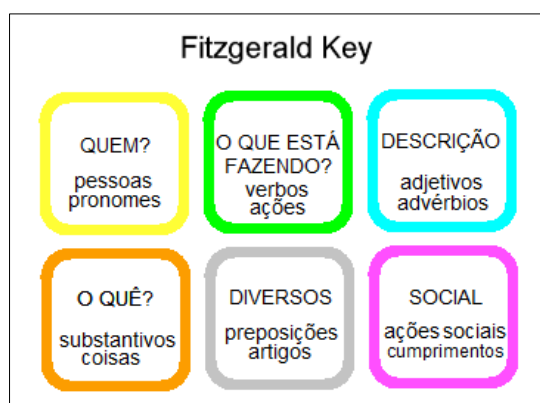 Fitzgerald Key
QUEM?
pessoas
pronomes
O QUE ESTÁ
FAZENDO?
verbos
ações
DESCRIÇÃO
adjetivos
advérbios
O QUÊ?
substantivos
coisas
DIVERSOS
preposições
artigos
SOCIAL
ações sociais
cumprimentos